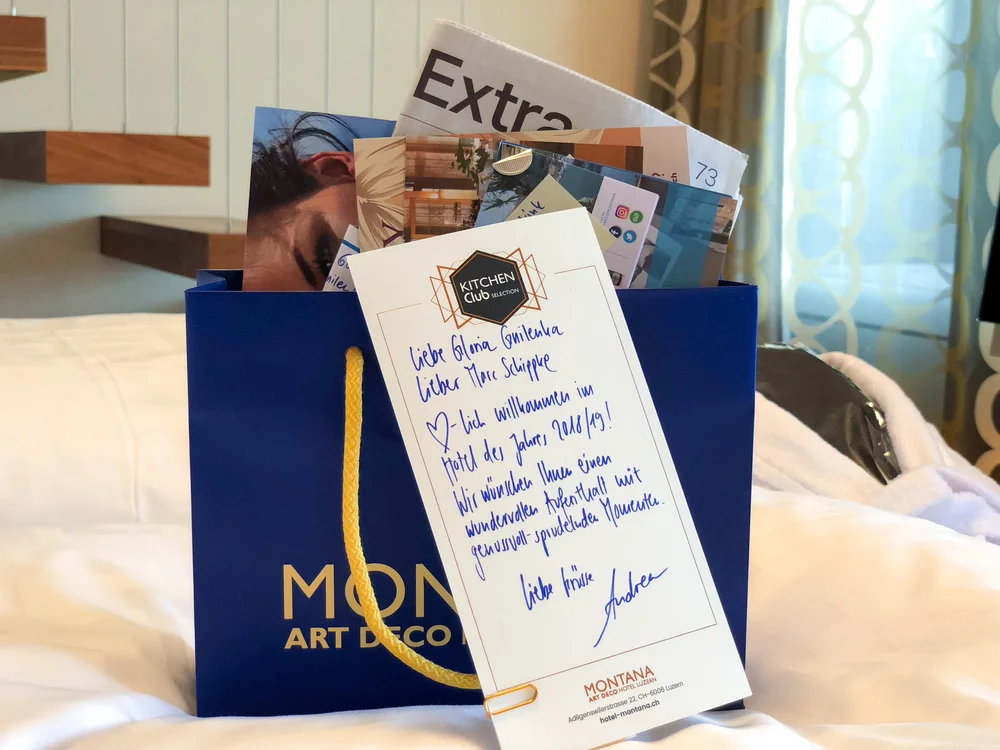 Extra
73
KITCHEN
Club SELECTION
Liebe Gloria Gnilenka
Lieber Marc Schippke
♡-lich willkommen im
Hotel des Jahres 2018/19!
Wir wünschen Ihnen einen
wundervollen Aufenthalt mit
genussvoll-sprudelnden Momenten.
Liebe Grüsse
Andrea
MONTANA
ART DECO HOTEL LUZERN
Adligenswilerstrasse 22, CH-6006 Luzern
hotel-montana.ch
MON
ART DECO